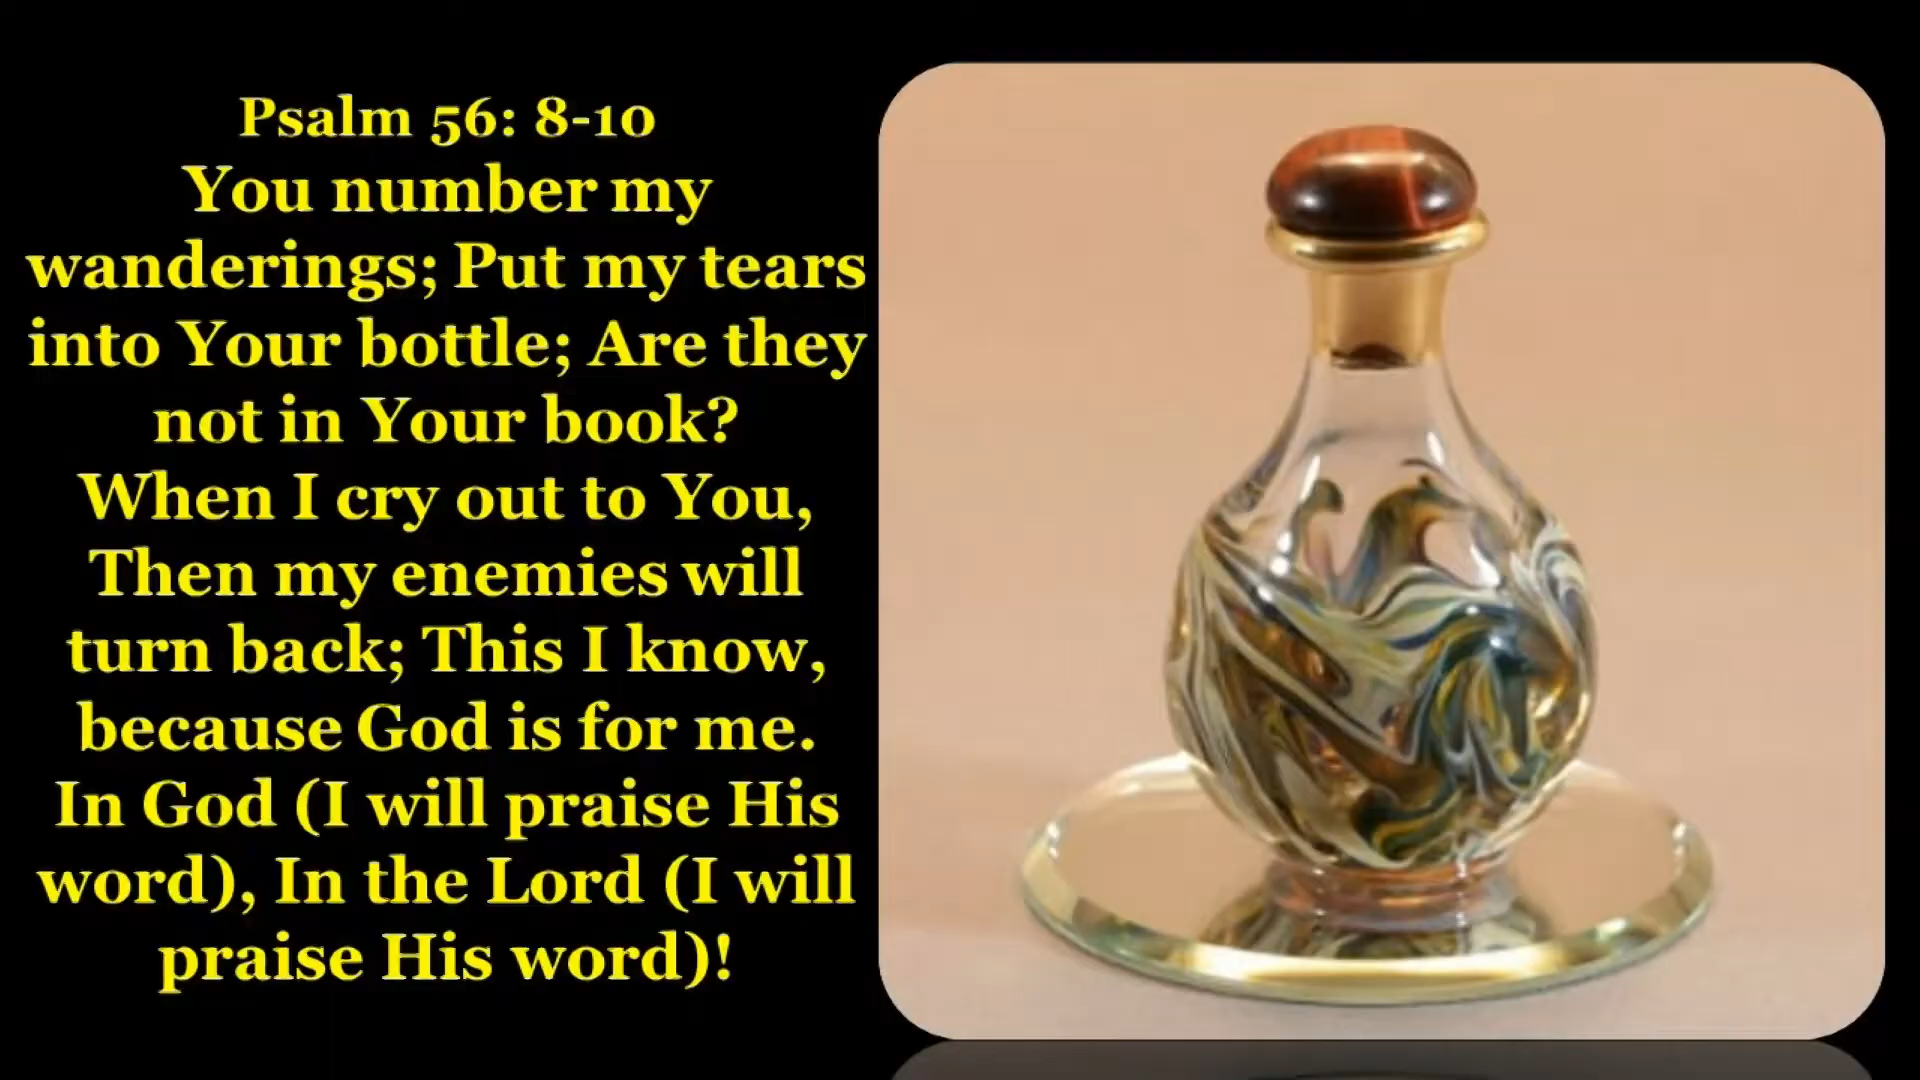 Psalm 56: 8-10
You number my
wanderings; Put my tears
into Your bottle; Are they
not in Your book?
When I cry out to You,
Then my enemies will
turn back; This I know,
because God is for me.
In God (I will praise His
word), In the Lord (I will
praise His word)!